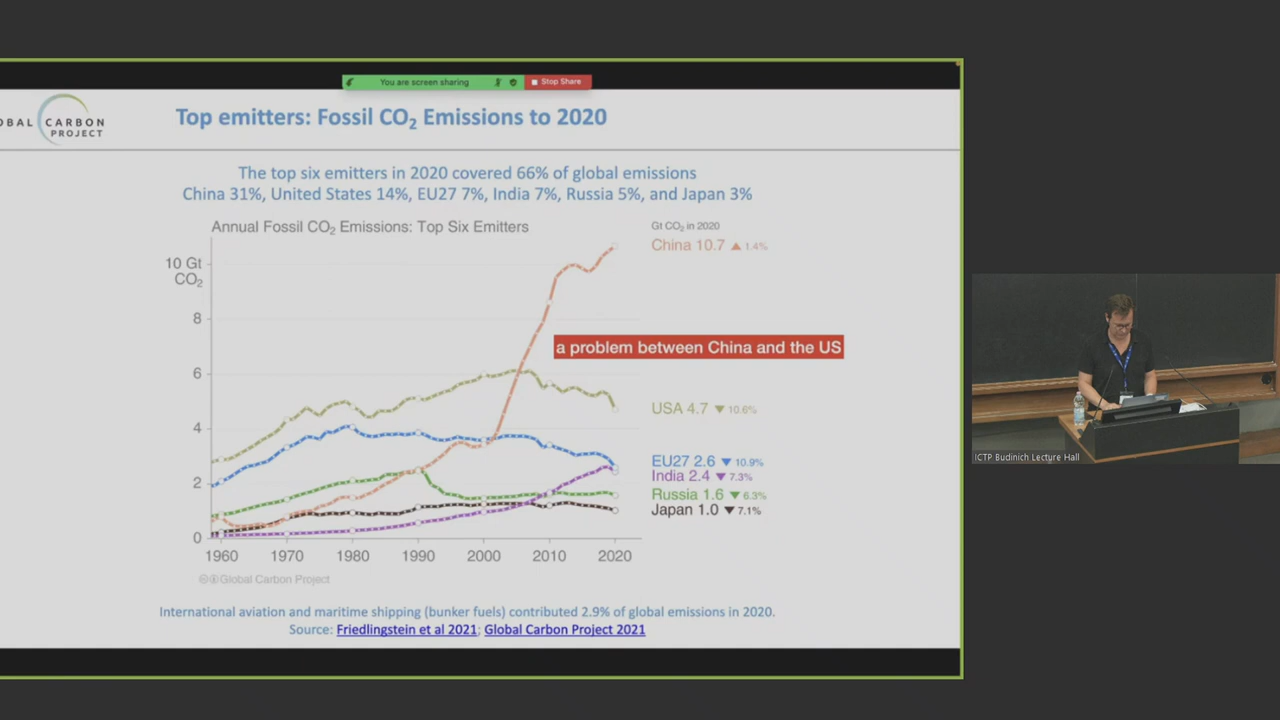 You are screen sharing
Stop Share
OBAL CARBON
PROJECT
Top emitters: Fossil CO₂ Emissions to 2020
The top six emitters in 2020 covered 66% of global emissions
China 31%, United States 14%, EU27 7%, India 7%, Russia 5%, and Japan 3%
Annual Fossil CO₂ Emissions: Top Six Emitters
Gt CO₂ in 2020
China 10.7 ▲ 1.4%
10 Gt
CO₂
8
a problem between China and the US
6
USA 4.7 ▼ 10.6%
4
EU27 2.6 ▼ 10.9%
India 2.4 ▼ 7.3%
2
Russia 1.6 ▼ 6.3%
Japan 1.0 ▼ 7.1%
0
1960 1970 1980 1990 2000 2010 2020
Global Carbon Project
International aviation and maritime shipping (bunker fuels) contributed 2.9% of global emissions in 2020.
Source: Friedlingstein et al 2021; Global Carbon Project 2021
ICTP Budinich Lecture Hall